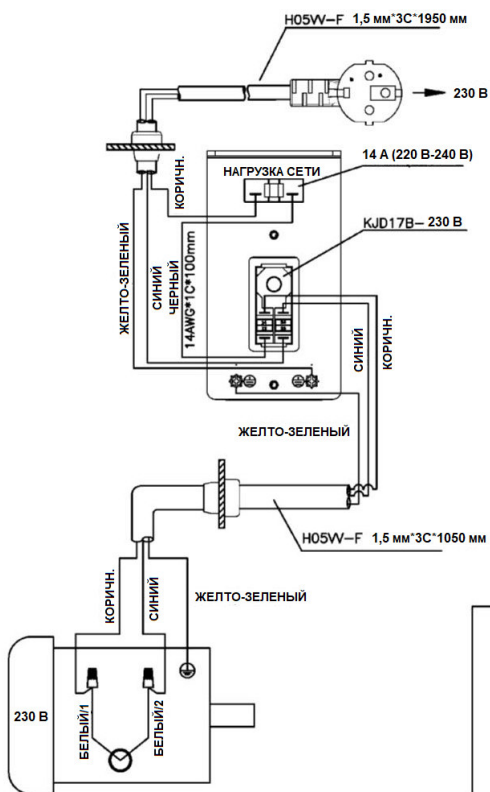 H05VV-F 1,5 мм*3C*1950 мм
230 В
14 А (220 В-240 В)
НАГРУЗКА СЕТИ
КОРИЧН.
KJD17B- 230 В
ЖЕЛТО-ЗЕЛЕНЫЙ
СИНИЙ
ЧЕРНЫЙ
14AWG*1C*100mm
СИНИЙ
КОРИЧН.
ЖЕЛТО-ЗЕЛЕНЫЙ
H05VV-F 1,5 мм*3C*1050 мм
КОРИЧН.
СИНИЙ
ЖЕЛТО-ЗЕЛЕНЫЙ
230 В
БЕЛЫЙ/1
БЕЛЫЙ/2